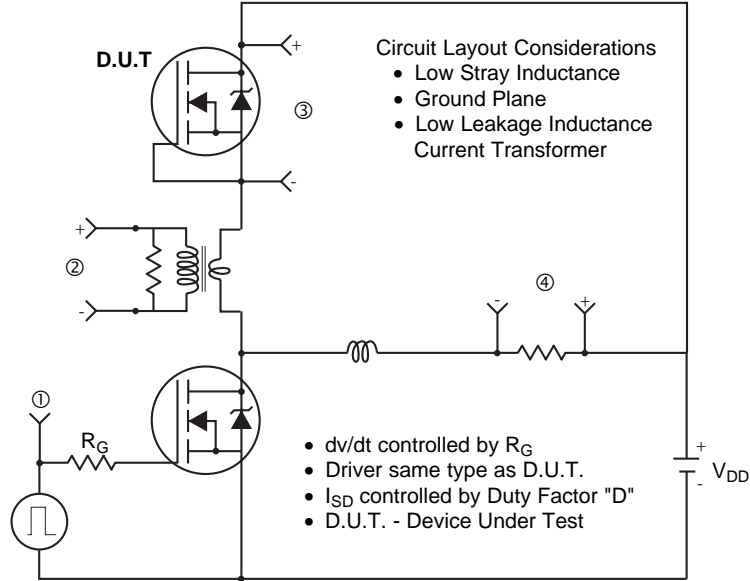 D.U.T
+
Circuit Layout Considerations
• Low Stray Inductance
• Ground Plane
• Low Leakage Inductance
Current Transformer
③
-
+
②
-
④
- +
①
R_G
• dv/dt controlled by R_G
• Driver same type as D.U.T.
• I_SD controlled by Duty Factor "D"
• D.U.T. - Device Under Test
+
V_DD
-